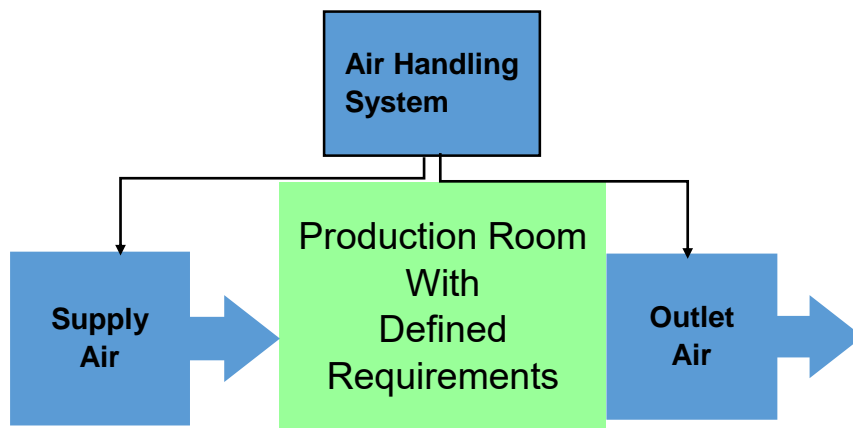 Air Handling
System
Production Room
With
Defined
Requirements
Supply
Air
Outlet
Air